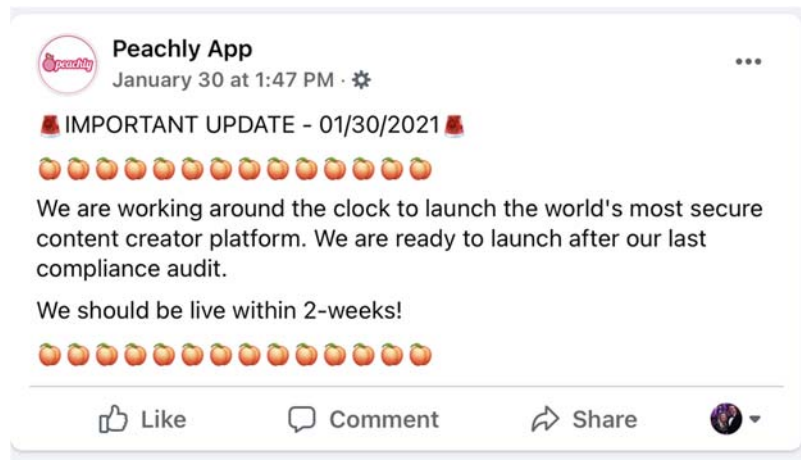 peachly
Peachly App
January 30 at 1:47 PM ·
🚨IMPORTANT UPDATE - 01/30/2021🚨
🍑🍑🍑🍑🍑🍑🍑🍑🍑🍑🍑🍑🍑🍑
We are working around the clock to launch the world's most secure
content creator platform. We are ready to launch after our last
compliance audit.
We should be live within 2-weeks!
🍑🍑🍑🍑🍑🍑🍑🍑🍑🍑🍑🍑🍑🍑
Like Comment Share